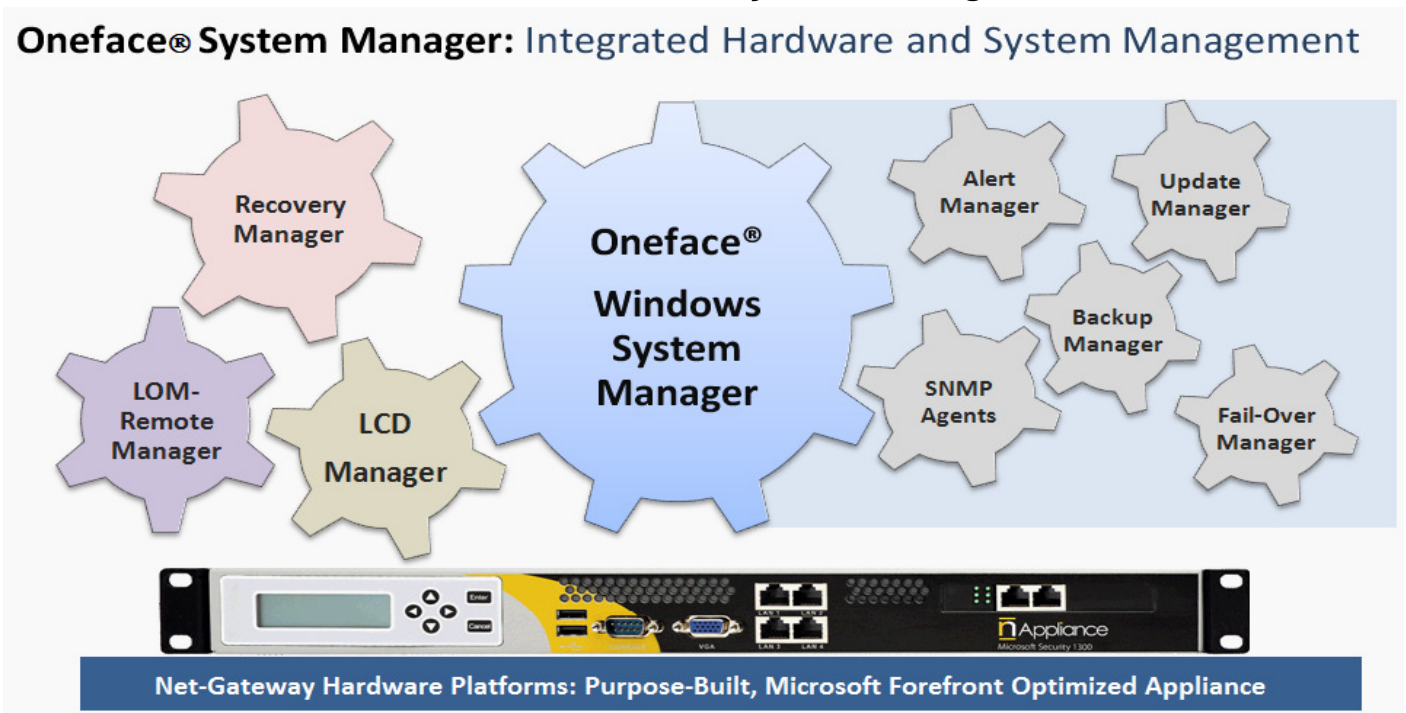 Oneface® System Manager: Integrated Hardware and System Management
Recovery
Manager
LOM-
Remote
Manager
LCD
Manager
Oneface®
Windows
System
Manager
Alert
Manager
Update
Manager
Backup
Manager
SNMP
Agents
Fail-Over
Manager
Enter
Cancel
CONSOLE
VGA
LAN 1 LAN 2
LAN 3 LAN 4
nAppliance
Microsoft Security 1300
Net-Gateway Hardware Platforms: Purpose-Built, Microsoft Forefront Optimized Appliance